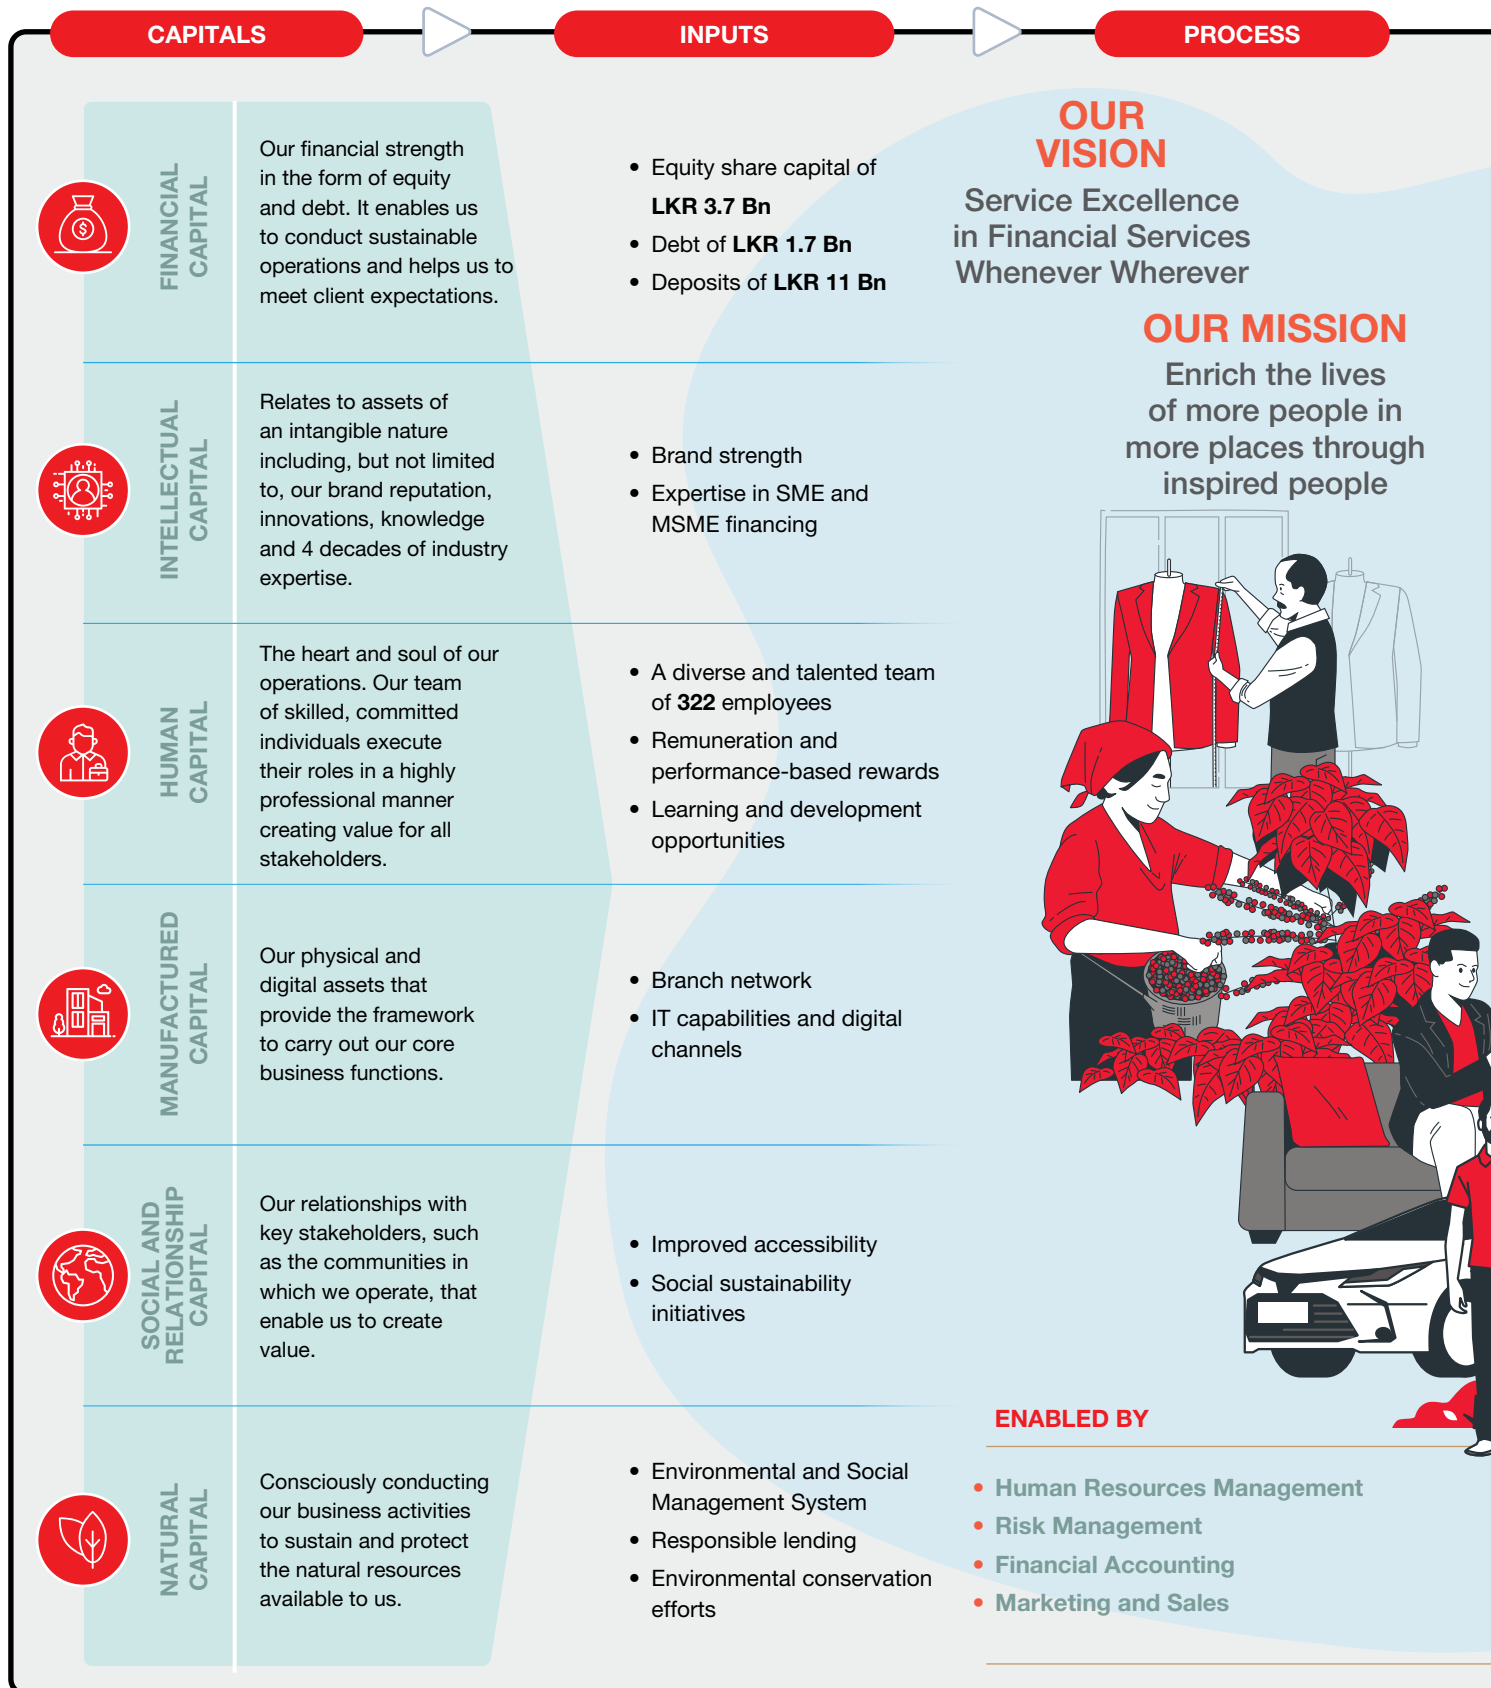 CAPITALS
INPUTS
PROCESS
FINANCIAL
CAPITAL
Our financial strength
in the form of equity
and debt. It enables us
to conduct sustainable
operations and helps us to
meet client expectations.
• Equity share capital of
LKR 3.7 Bn
• Debt of LKR 1.7 Bn
• Deposits of LKR 11 Bn
OUR
VISION
Service Excellence
in Financial Services
Whenever Wherever
OUR MISSION
Enrich the lives
of more people in
more places through
inspired people
INTELLECTUAL
CAPITAL
Relates to assets of
an intangible nature
including, but not limited
to, our brand reputation,
innovations, knowledge
and 4 decades of industry
expertise.
• Brand strength
• Expertise in SME and
MSME financing
HUMAN
CAPITAL
The heart and soul of our
operations. Our team
of skilled, committed
individuals execute
their roles in a highly
professional manner
creating value for all
stakeholders.
• A diverse and talented team
of 322 employees
• Remuneration and
performance-based rewards
• Learning and development
opportunities
MANUFACTURED
CAPITAL
Our physical and
digital assets that
provide the framework
to carry out our core
business functions.
• Branch network
• IT capabilities and digital
channels
SOCIAL AND
RELATIONSHIP
CAPITAL
Our relationships with
key stakeholders, such
as the communities in
which we operate, that
enable us to create
value.
• Improved accessibility
• Social sustainability
initiatives
NATURAL
CAPITAL
Consciously conducting
our business activities
to sustain and protect
the natural resources
available to us.
• Environmental and Social
Management System
• Responsible lending
• Environmental conservation
efforts
ENABLED BY
• Human Resources Management
• Risk Management
• Financial Accounting
• Marketing and Sales